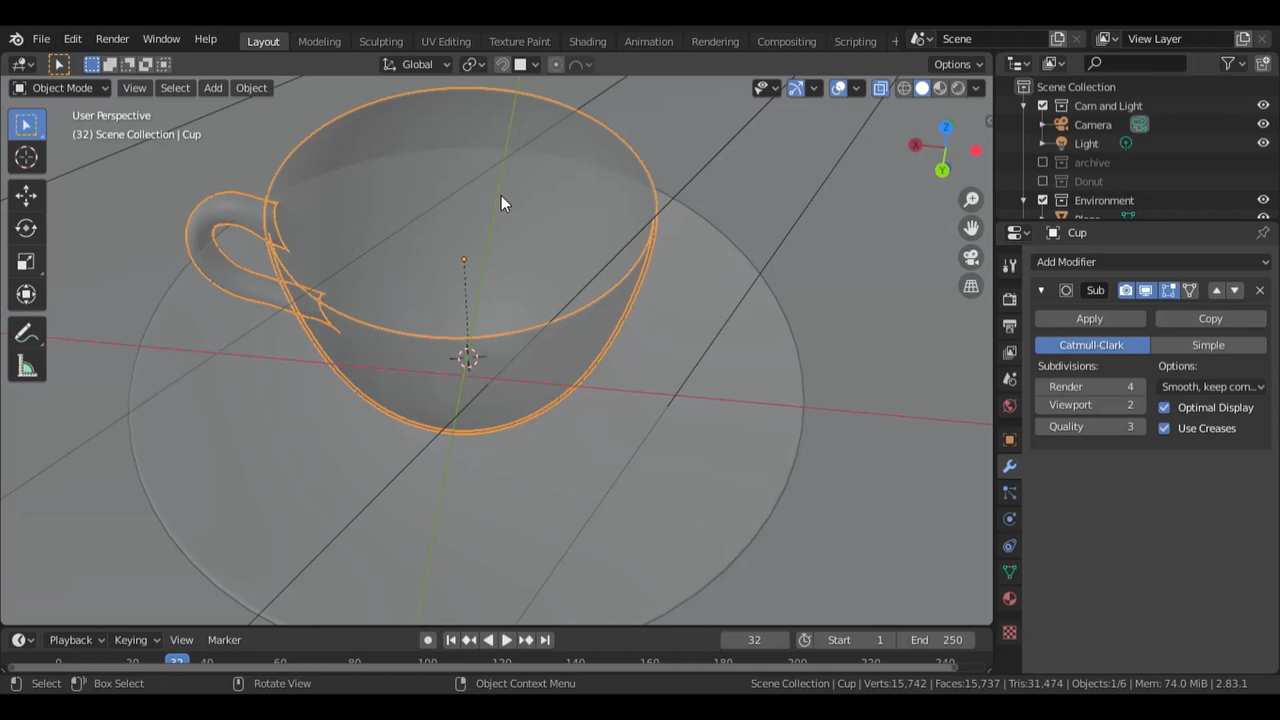 File Edit Render Window Help Layout Modeling Sculpting UV Editing Texture Paint Shading Animation Rendering Compositing Scripting + Scene View Layer
Global Options
Object Mode View Select Add Object
User Perspective
(32) Scene Collection | Cup
X Y Z
Scene Collection
Cam and Light
Camera
Light
archive
Donut
Environment
Cup
Add Modifier
Sub
Apply Copy
Catmull-Clark Simple
Subdivisions: Options:
Render 4 Smooth, keep corn...
Viewport 2 Optimal Display
Quality 3 Use Creases
Playback Keying View Marker 32 Start 1 End 250
0 20 32 40 60 80 100 120 140 160 180 200 220 240
Select Box Select Rotate View Object Context Menu Scene Collection | Cup | Verts:15,742 | Faces:15,737 | Tris:31,474 | Objects:1/6 | Mem: 74.0 MiB | 2.83.1